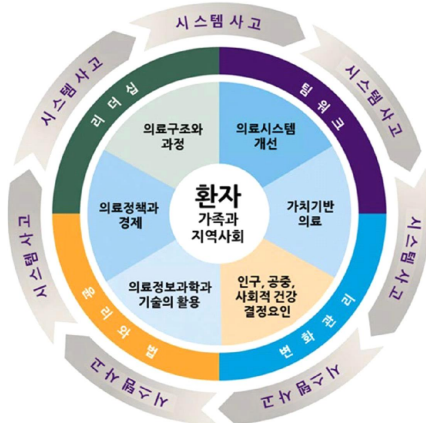 시스템사고
시스템사고
시스템사고
시스템사고
시스템사고
시스템사고
시스템사고
리더십
팀워크
윤리와 법
변화관리
의료구조와
과정
의료시스템
개선
의료정책과
경제
환자
가족과
지역사회
가치기반
의료
의료정보과학과
기술의 활용
인구, 공중,
사회적 건강
결정요인